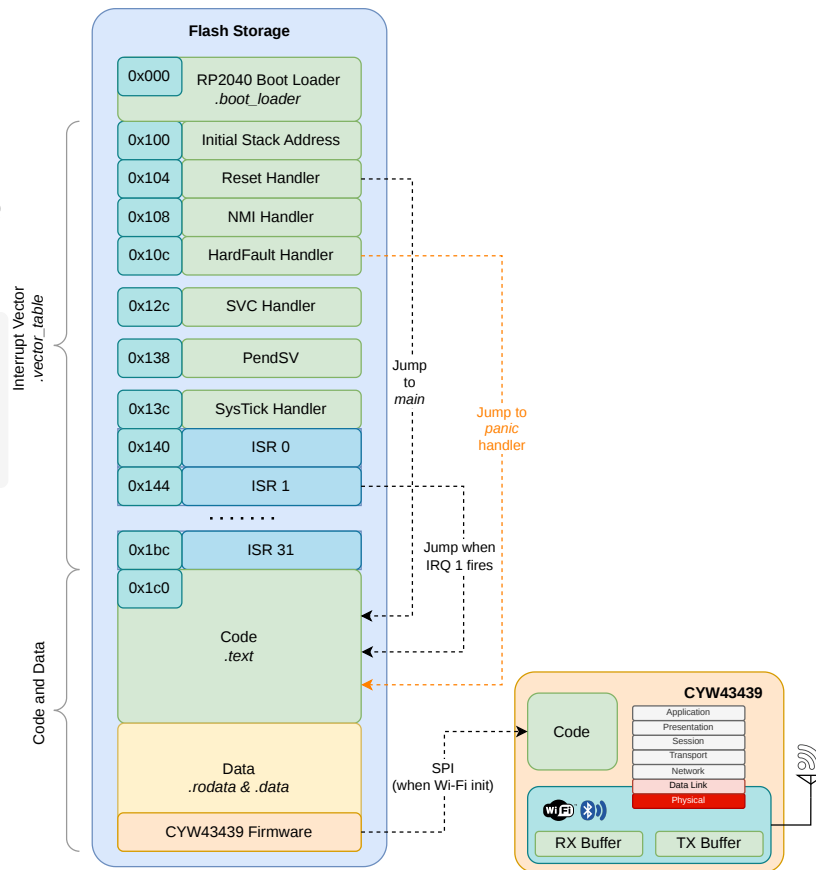 Flash Storage
0x000
RP2040 Boot Loader
.boot_loader
0x100 Initial Stack Address
0x104 Reset Handler
0x108 NMI Handler
0x10c HardFault Handler
0x12c SVC Handler
0x138 PendSV
0x13c SysTick Handler
0x140 ISR 0
0x144 ISR 1
.......
0x1bc ISR 31
0x1c0
Code
.text
Data
.rodata & .data
CYW43439 Firmware
Interrupt Vector
.vector_table
Code and Data
Jump
to
main
Jump to
panic
handler
Jump when
IRQ 1 fires
SPI
(when Wi-Fi init)
CYW43439
Code
Application
Presentation
Session
Transport
Network
Data Link
Physical
Wi Fi
RX Buffer
TX Buffer